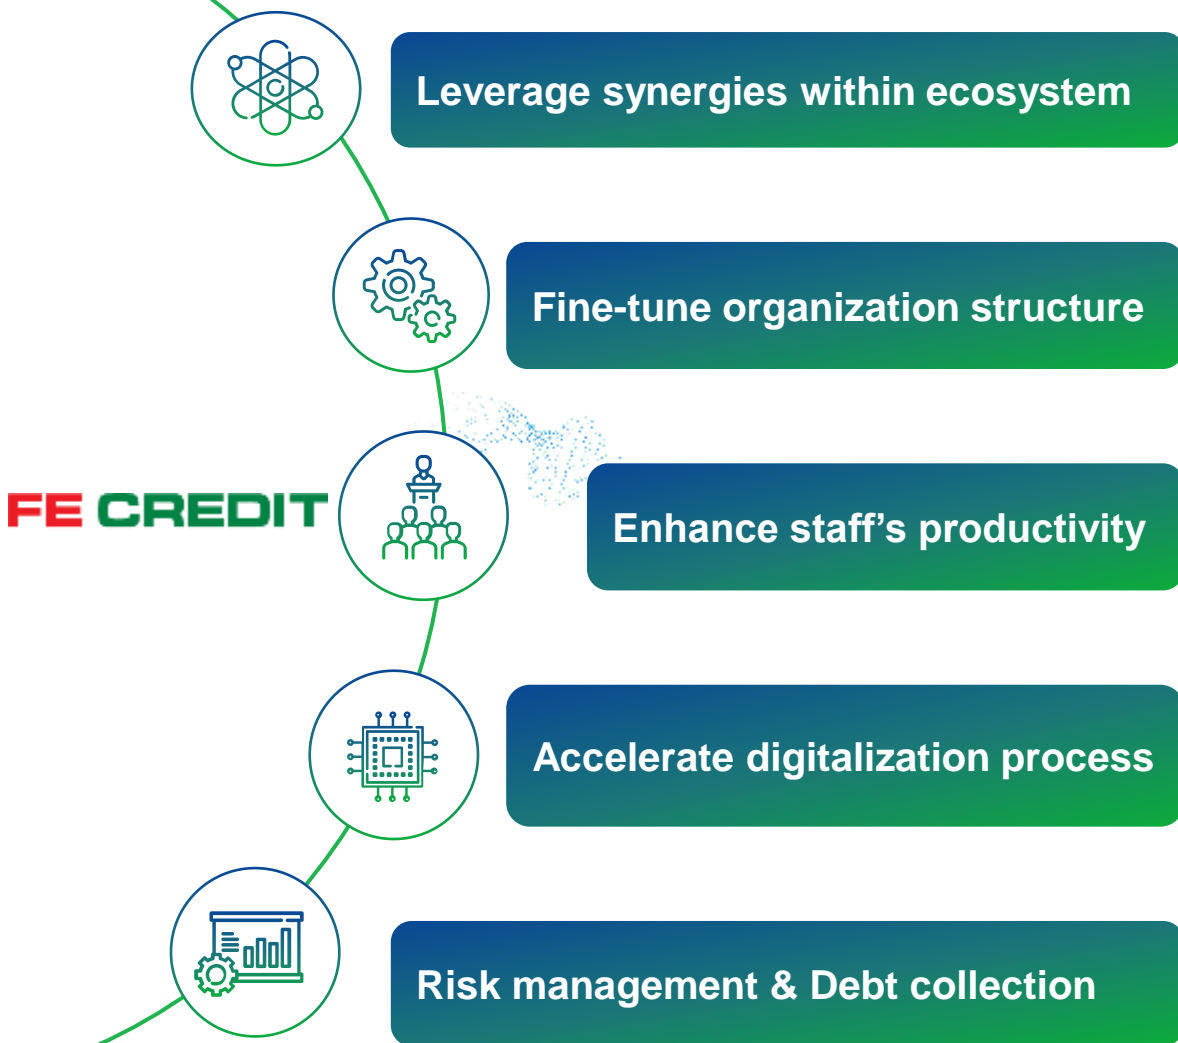 Leverage synergies within ecosystem
Fine-tune organization structure
FE CREDIT
Enhance staff’s productivity
Accelerate digitalization process
Risk management & Debt collection